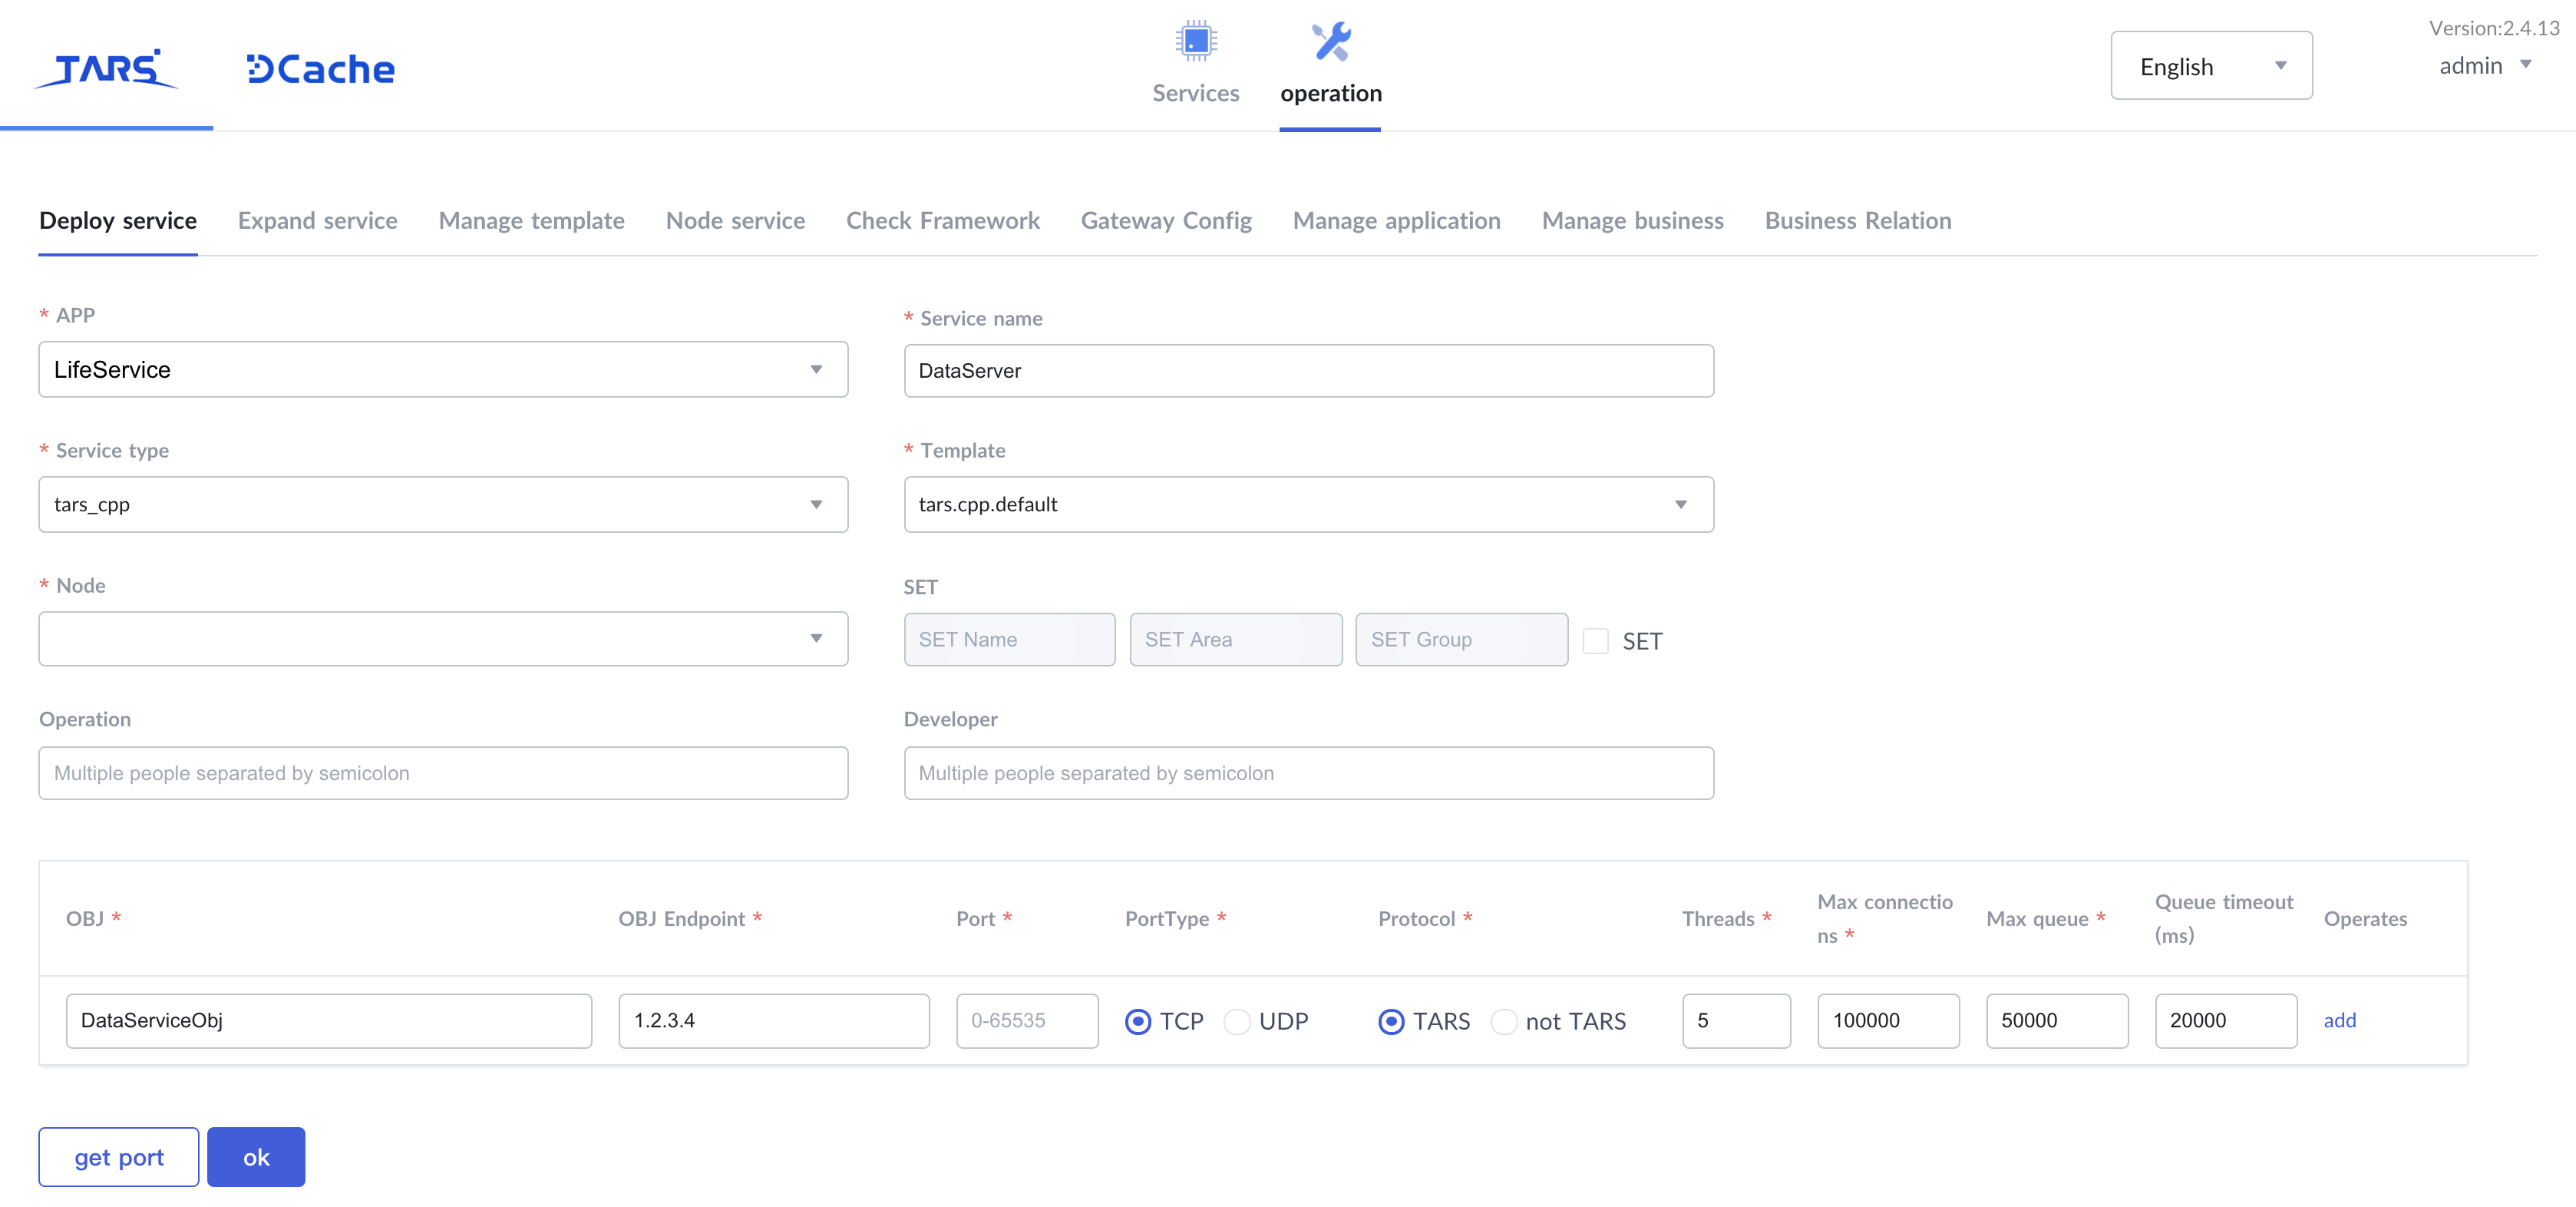 TARS
DCache
Services
operation
English
Version:2.4.13
admin
Deploy service
Expand service
Manage template
Node service
Check Framework
Gateway Config
Manage application
Manage business
Business Relation
* APP
LifeService
* Service name
DataServer
* Service type
tars_cpp
* Template
tars.cpp.default
* Node
SET
SET Name
SET Area
SET Group
SET
Operation
Multiple people separated by semicolon
Developer
Multiple people separated by semicolon
OBJ *
OBJ Endpoint *
Port *
PortType *
Protocol *
Threads *
Max connectio
ns *
Max queue *
Queue timeout
(ms)
Operates
DataServiceObj
1.2.3.4
0-65535
TCP
UDP
TARS
not TARS
5
100000
50000
20000
add
get port
ok